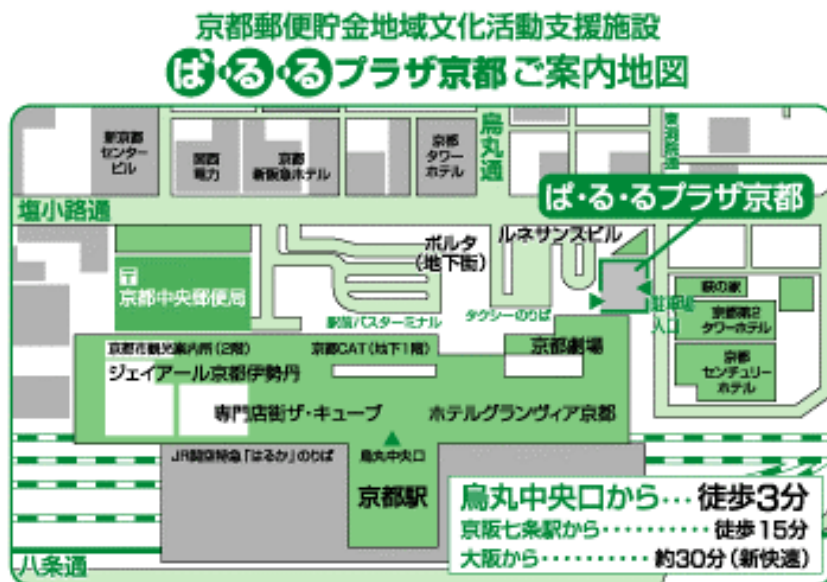 京都郵便貯金地域文化活動支援施設
ぱ・る・るプラザ京都 ご案内地図
新京都
センター
ビル
関西
電力
京都
新阪急ホテル
京都
タワー
ホテル
烏丸通
東洞院通
塩小路通
ぱ・る・るプラザ京都
ポルタ
(地下街)
ルネサンスビル
〒
京都中央郵便局
駅前バスターミナル
タクシーのりば
駐車場
入口
萩の家
京都第2
タワーホテル
京都
センチュリー
ホテル
京都市観光案内所(2階)
京都CAT(地下1階)
京都劇場
ジェイアール京都伊勢丹
専門店街ザ・キューブ
ホテルグランヴィア京都
JR関空特急「はるか」のりば
烏丸中央口
京都駅
烏丸中央口から… 徒歩3分
京阪七条駅から・・・・・・・・・ 徒歩15分
大阪から・・・・・・・・・ 約30分(新快速)
八条通